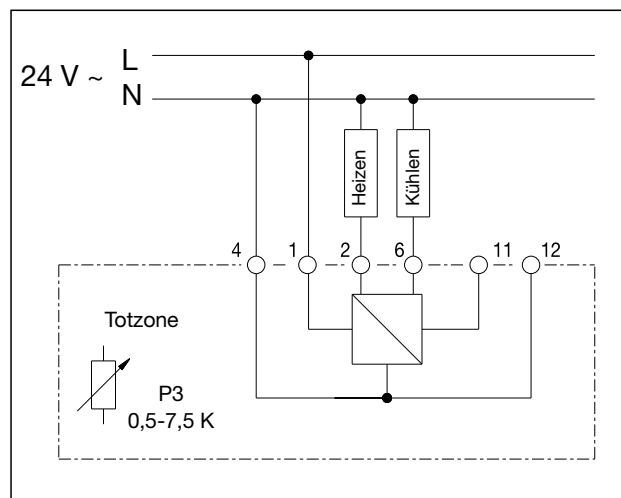 24 V ~
L
N
Heizen
Kühlen
4 1 2 6 11 12
Totzone
P3
0,5-7,5 K